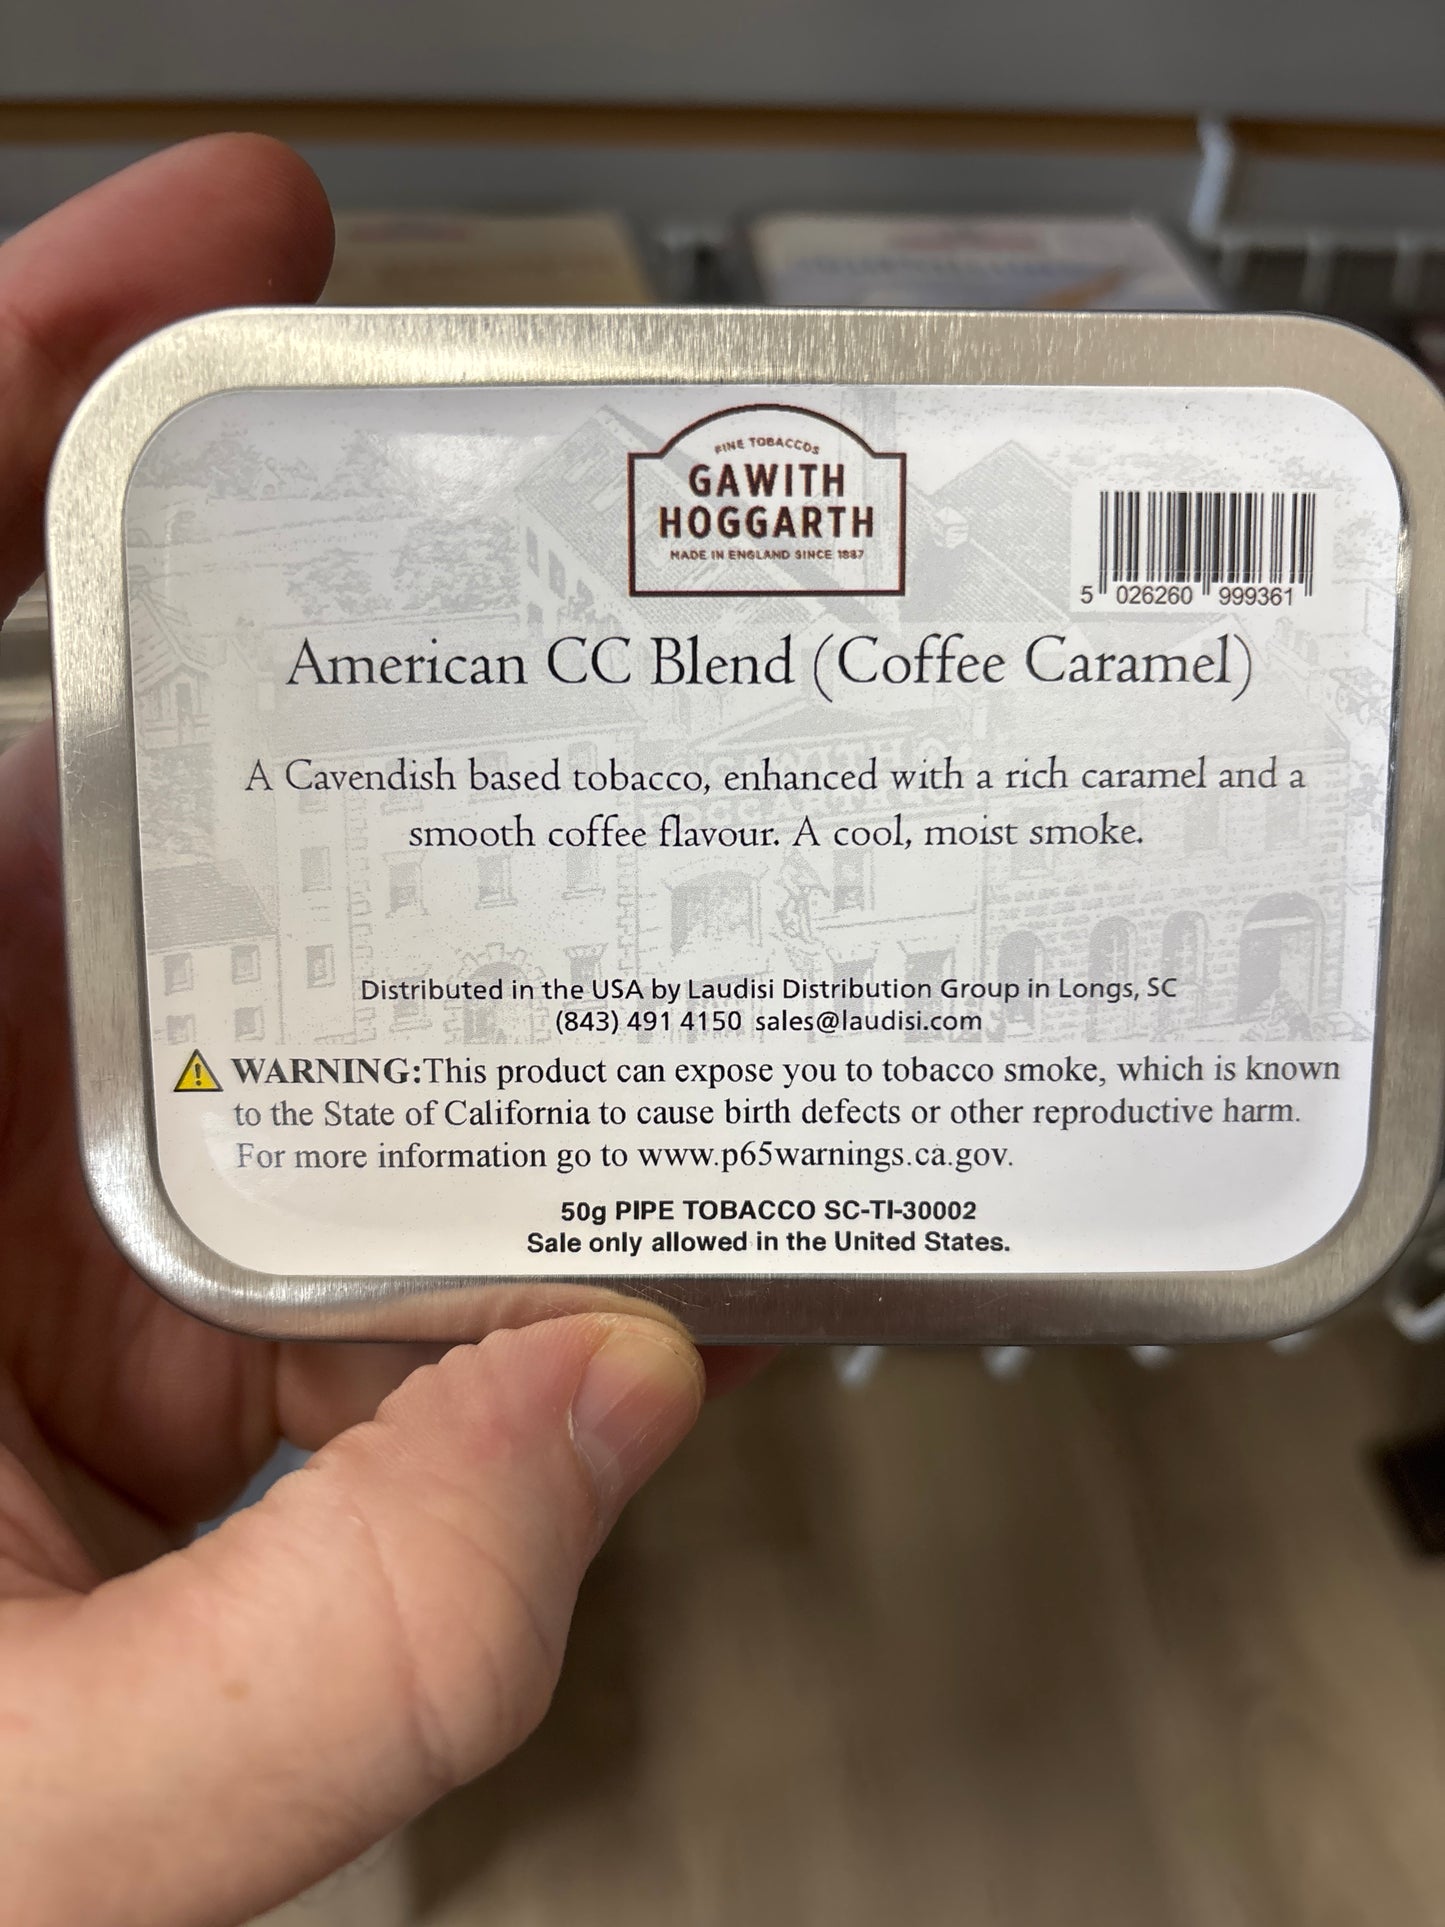 FINE TOBACCOS
GAWITH
HOGGARTH
MADE IN ENGLAND SINCE 1887
5 026260 999361
American CC Blend (Coffee Caramel)
A Cavendish based tobacco, enhanced with a rich caramel and a
smooth coffee flavour. A cool, moist smoke.
Distributed in the USA by Laudisi Distribution Group in Longs, SC
(843) 491 4150 sales@laudisi.com
WARNING:This product can expose you to tobacco smoke, which is known
to the State of California to cause birth defects or other reproductive harm.
For more information go to www.p65warnings.ca.gov.
50g PIPE TOBACCO SC-TI-30002
Sale only allowed in the United States.